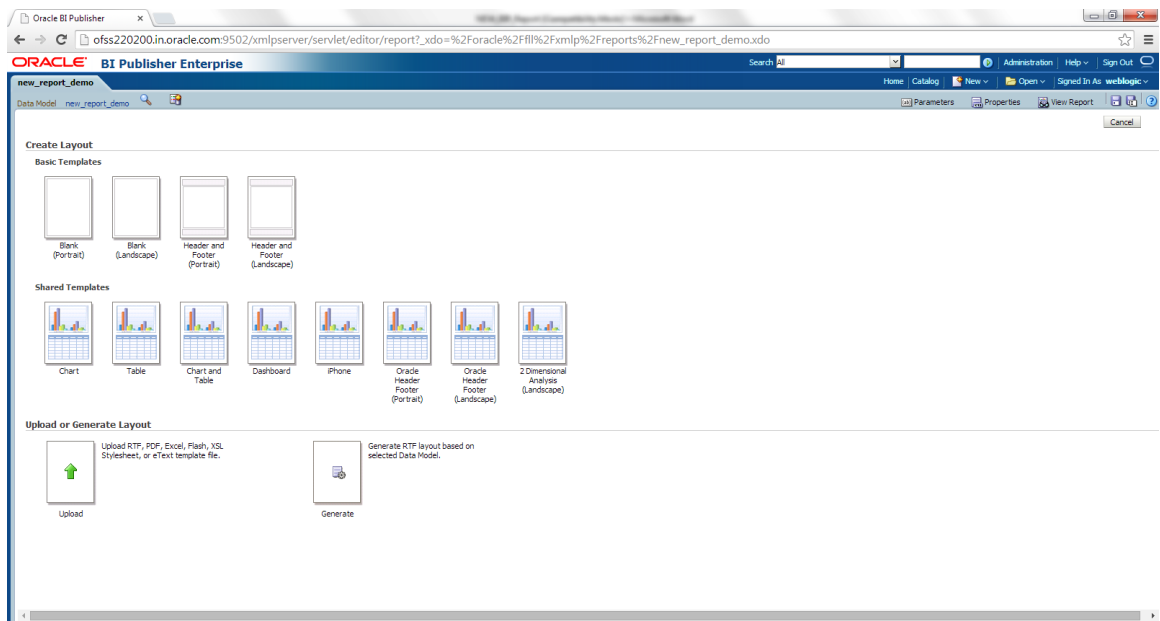 Oracle BI Publisher
ofss220200.in.oracle.com:9502/xmlpserver/servlet/editor/report?_xdo=%2Foracle%2Ffll%2Fxmlp%2Freports%2Fnew_report_demo.xdo
ORACLE BI Publisher Enterprise Search All Administration Help Sign Out
new_report_demo Home Catalog New Open Signed In As weblogic
Data Model new_report_demo Parameters Properties View Report
Cancel
Create Layout
Basic Templates
Blank
(Portrait)
Blank
(Landscape)
Header and
Footer
(Portrait)
Header and
Footer
(Landscape)
Shared Templates
Chart
Table
Chart and
Table
Dashboard
iPhone
Oracle
Header
Footer
(Portrait)
Oracle
Header
Footer
(Landscape)
2 Dimensional
Analysis
(Landscape)
Upload or Generate Layout
Upload RTF, PDF, Excel, Flash, XSL
Stylesheet, or eText template file.
Upload
Generate RTF layout based on
selected Data Model.
Generate